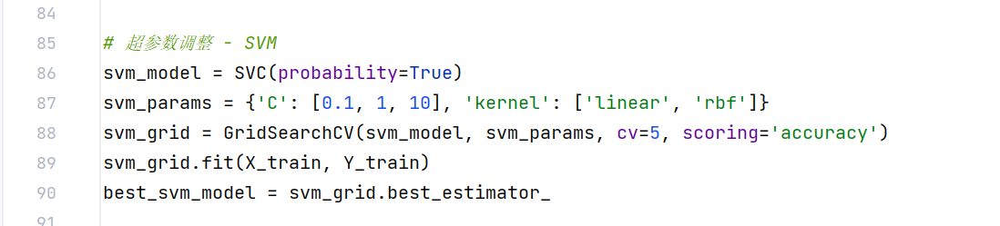 84
85 # 超参数调整 - SVM
86 svm_model = SVC(probability=True)
87 svm_params = {'C': [0.1, 1, 10], 'kernel': ['linear', 'rbf']}
88 svm_grid = GridSearchCV(svm_model, svm_params, cv=5, scoring='accuracy')
89 svm_grid.fit(X_train, Y_train)
90 best_svm_model = svm_grid.best_estimator_
91